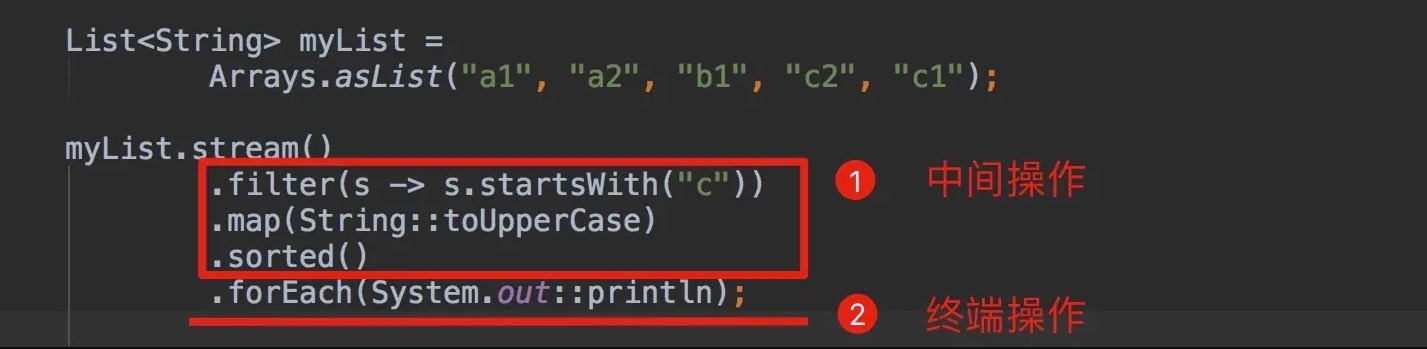 List<String> myList =
Arrays.asList("a1", "a2", "b1", "c2", "c1");
myList.stream()
.filter(s -> s.startsWith("c"))
1 中间操作
.map(String::toUpperCase)
.sorted()
.forEach(System.out::println);
2 终端操作